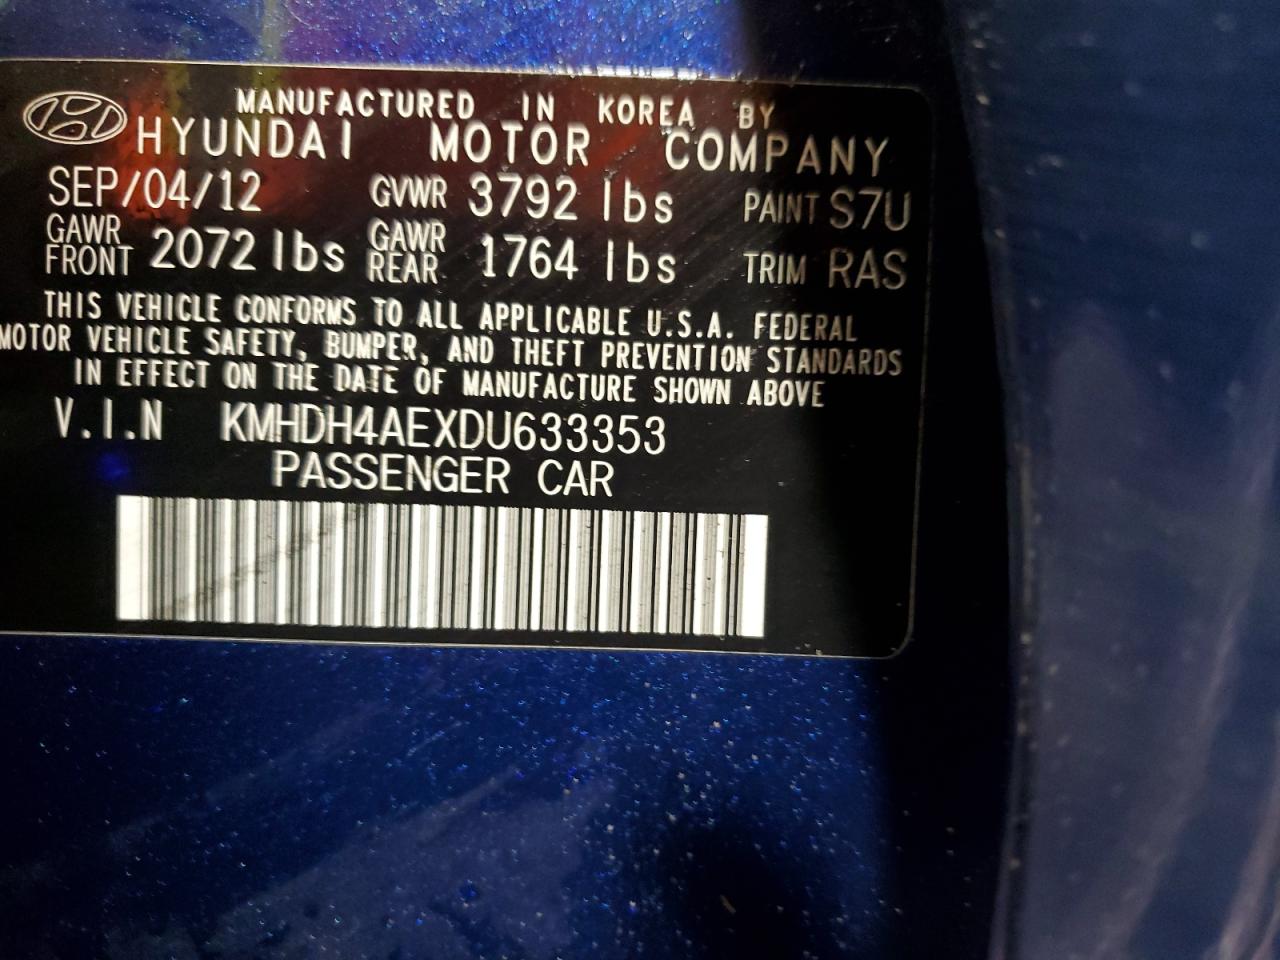 MANUFACTURED IN KOREA BY
HYUNDAI MOTOR COMPANY
SEP/04/12 GVWR 3792 lbs PAINT S7U
GAWR FRONT 2072 lbs GAWR REAR 1764 lbs TRIM RAS
THIS VEHICLE CONFORMS TO ALL APPLICABLE U.S.A. FEDERAL
MOTOR VEHICLE SAFETY, BUMPER, AND THEFT PREVENTION STANDARDS
IN EFFECT ON THE DATE OF MANUFACTURE SHOWN ABOVE
V.I.N KMHDH4AEXDU633353
PASSENGER CAR